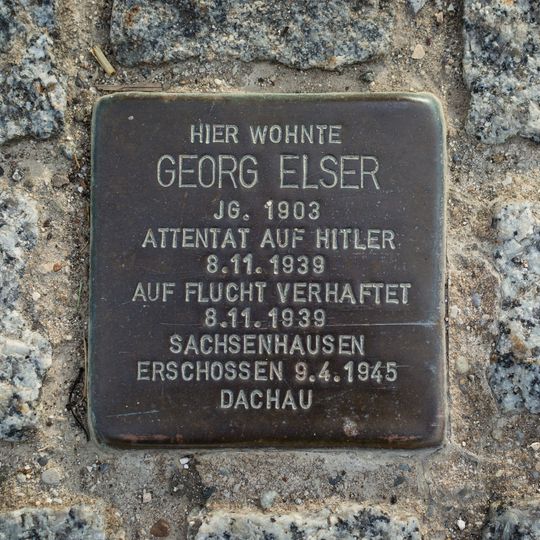 HIER WOHNTE
GEORG ELSER
JG. 1903
ATTENTAT AUF HITLER
8.11.1939
AUF FLUCHT VERHAFTET
8.11.1939
SACHSENHAUSEN
ERSCHOSSEN 9.4.1945
DACHAU